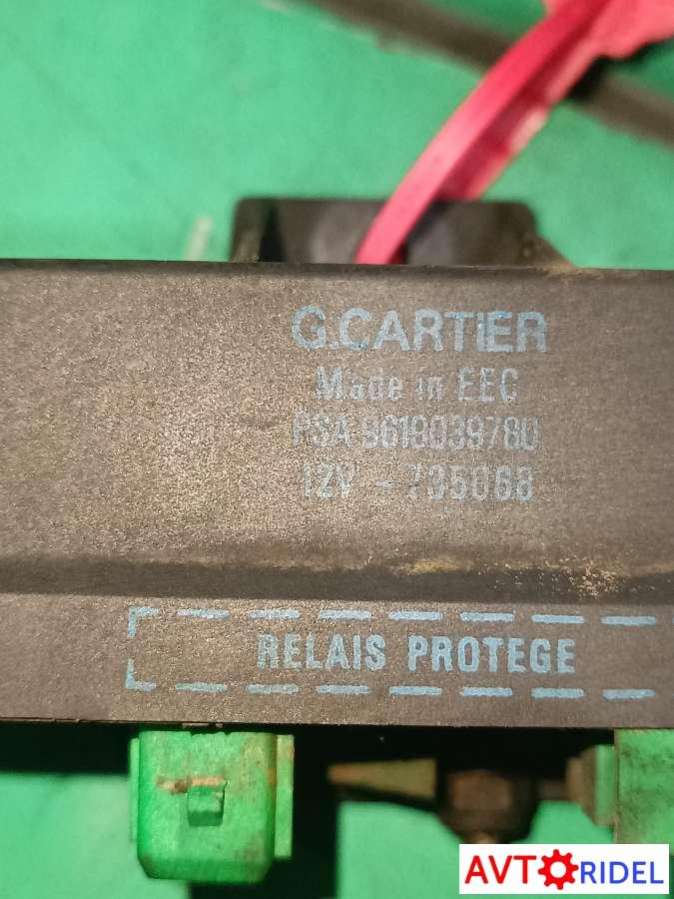 G.CARTIER
Made in EEC
PSA 9618039780
12V - 735068
RELAIS PROTEGE
AVTORIDEL